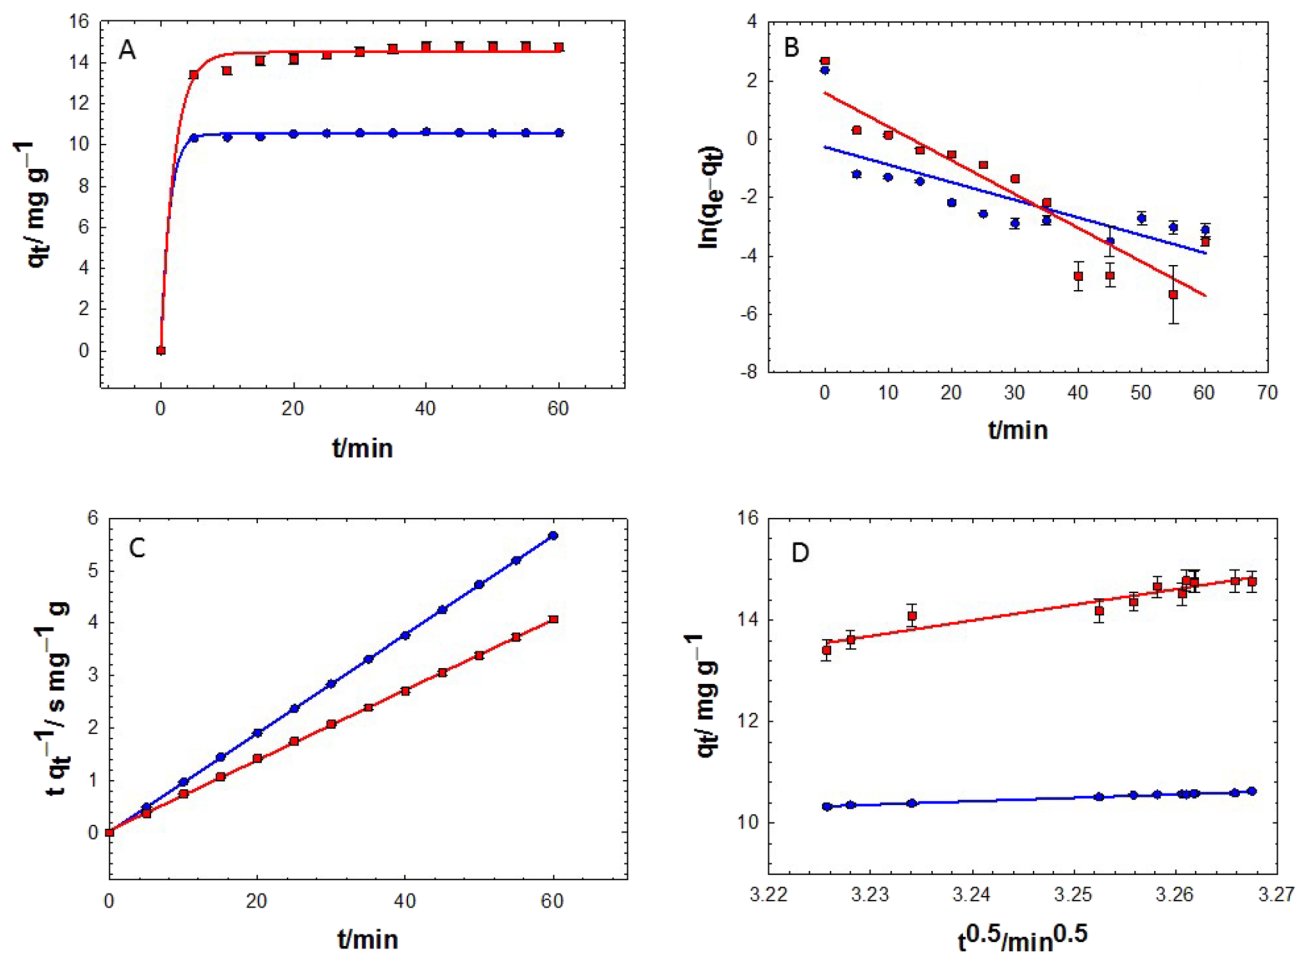 A
16
14
12
10
8
6
4
2
0
qt/ mg g−1
0 20 40 60
t/min
B
4
2
0
-2
-4
-6
-8
ln(qe−qt)
0 10 20 30 40 50 60 70
t/min
C
6
5
4
3
2
1
0
t qt−1/ s mg−1 g
0 20 40 60
t/min
D
16
14
12
10
qt/ mg g−1
3.22 3.23 3.24 3.25 3.26 3.27
t0.5/min0.5